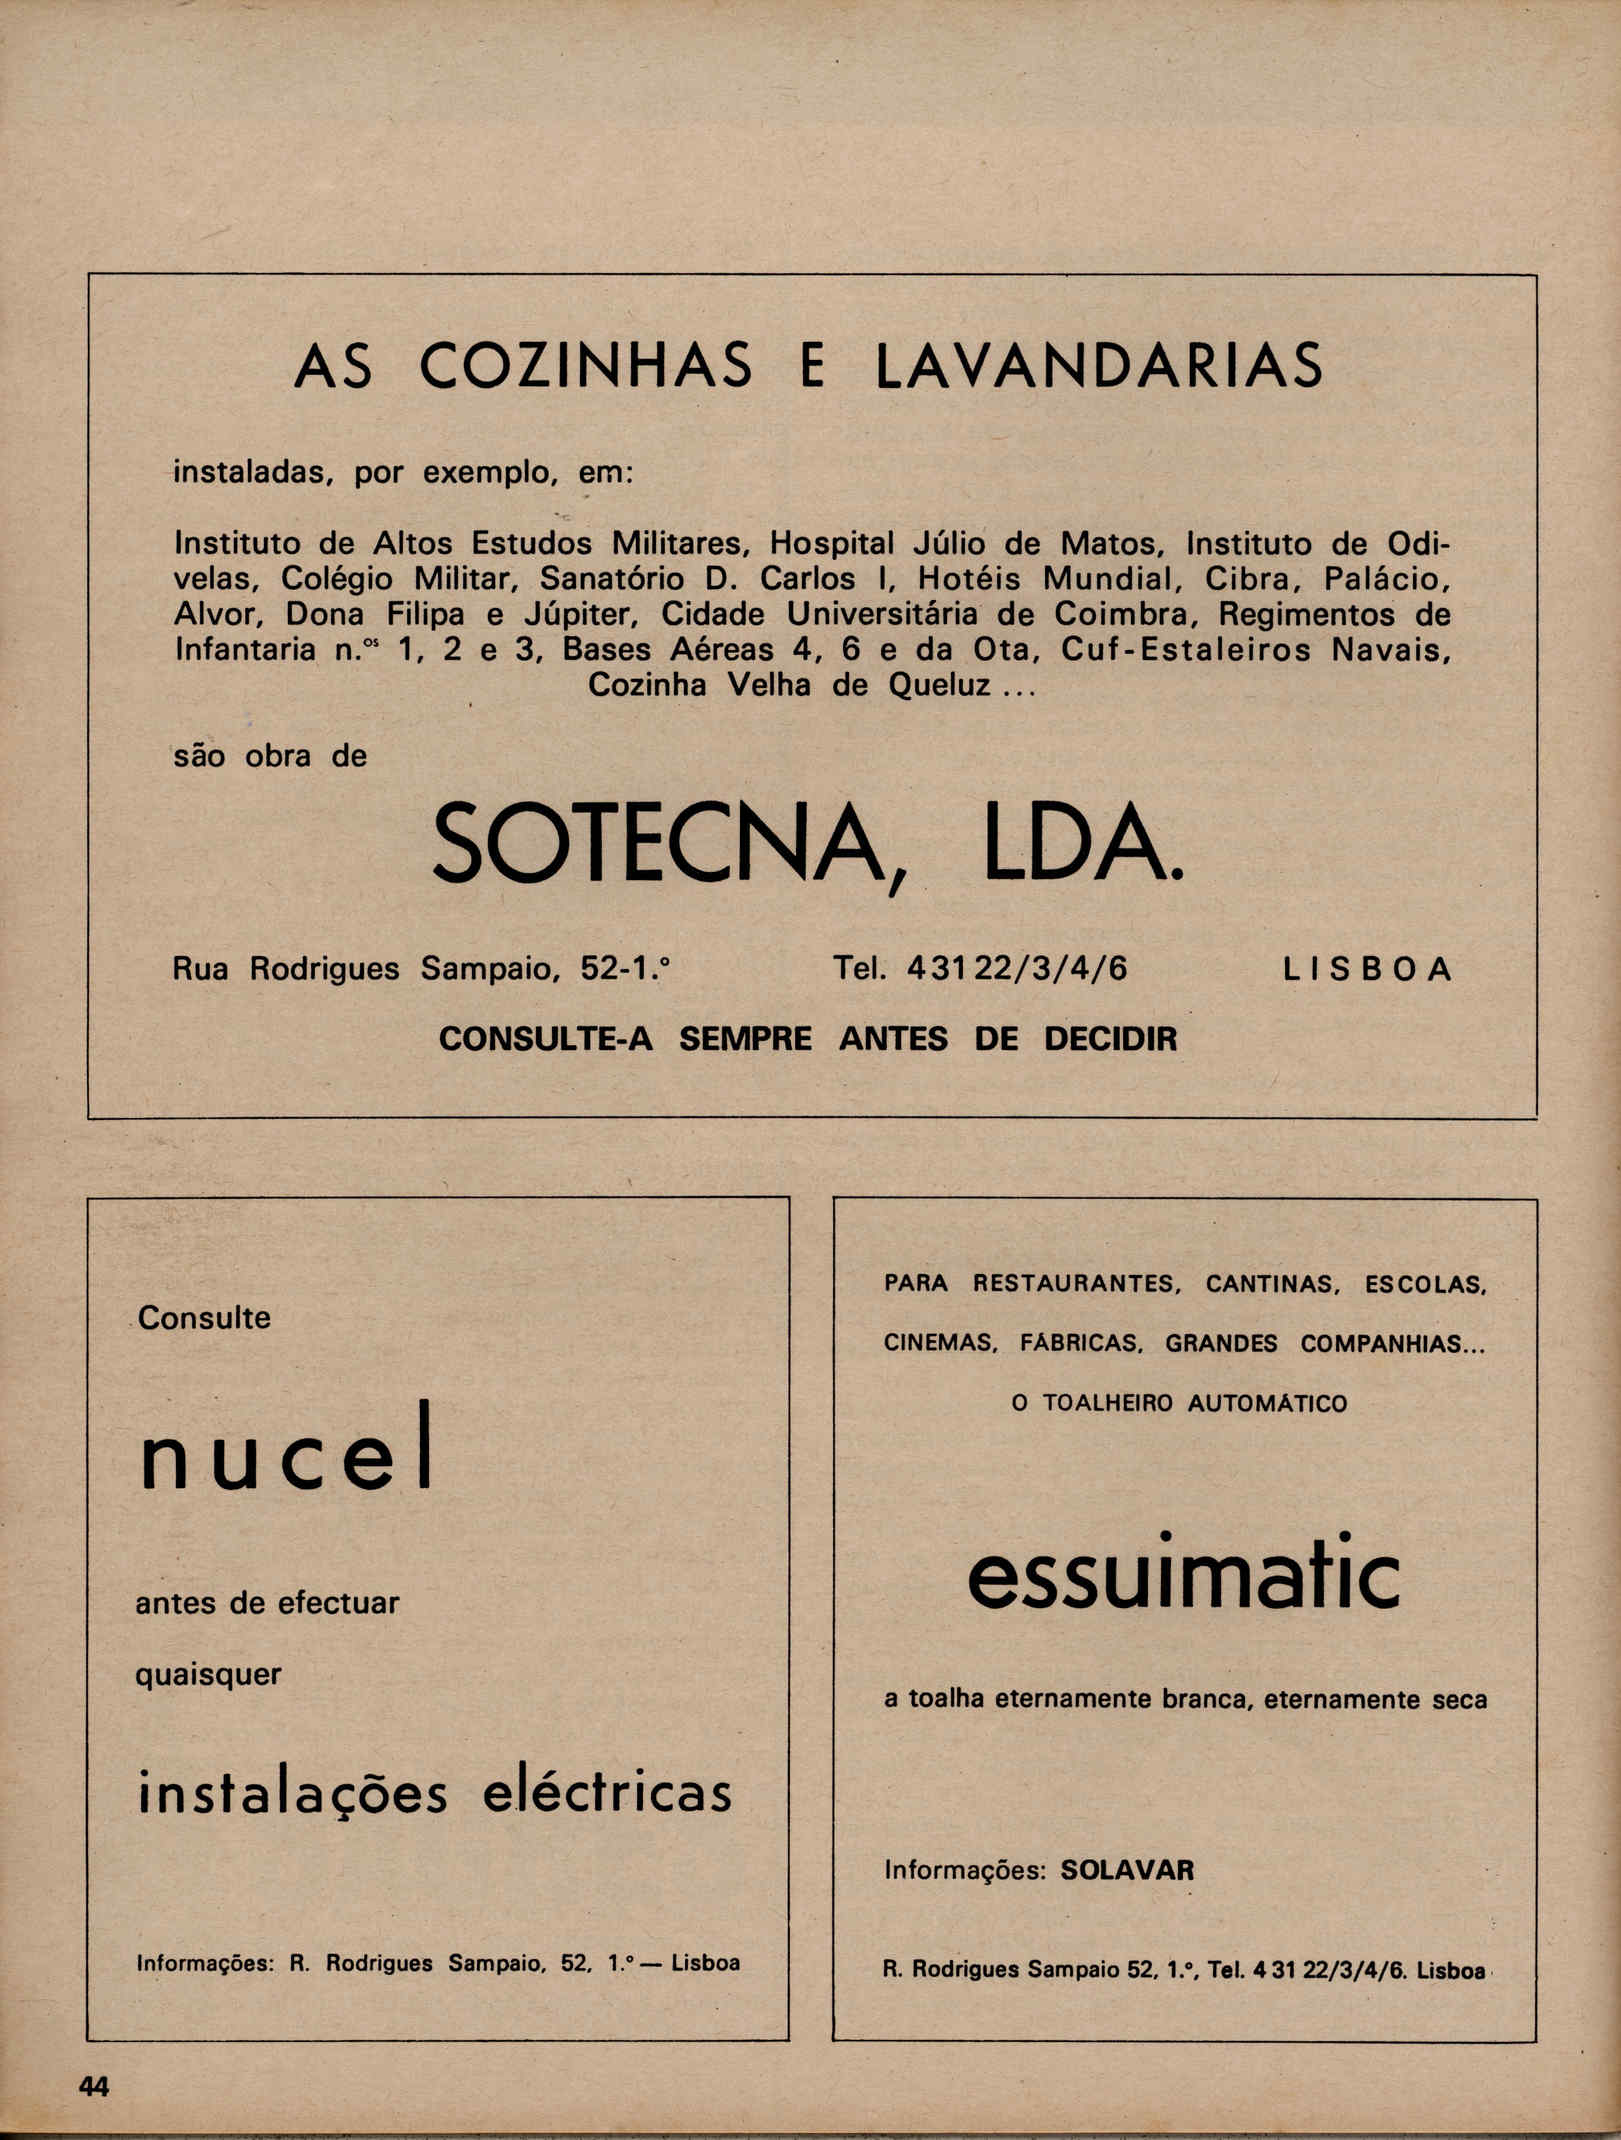 AS COZINHAS E LAVANDARIAS
instaladas, por exemplo, em:
Instituto de Altos Estudos Militares, Hospital Júlio de Matos, Instituto de Odi-
velas, Colégio Militar, Sanatório D. Carlos I, Hotéis Mundial, Cibra, Palácio,
Alvor, Dona Filipa e Júpiter, Cidade Universitária de Coimbra, Regimentos de
Infantaria n.ºˢ 1, 2 e 3, Bases Aéreas 4, 6 e da Ota, Cuf-Estaleiros Navais,
Cozinha Velha de Queluz ...
são obra de
SOTECNA, LDA.
Rua Rodrigues Sampaio, 52-1.º Tel. 43122/3/4/6 LISBOA
CONSULTE-A SEMPRE ANTES DE DECIDIR
Consulte
nucel
antes de efectuar
quaisquer
instalações eléctricas
Informações: R. Rodrigues Sampaio, 52, 1.º — Lisboa
PARA RESTAURANTES, CANTINAS, ESCOLAS,
CINEMAS, FÁBRICAS, GRANDES COMPANHIAS...
O TOALHEIRO AUTOMÁTICO
essuimatic
a toalha eternamente branca, eternamente seca
Informações: SOLAVAR
R. Rodrigues Sampaio 52, 1.º, Tel. 4 31 22/3/4/6. Lisboa
44